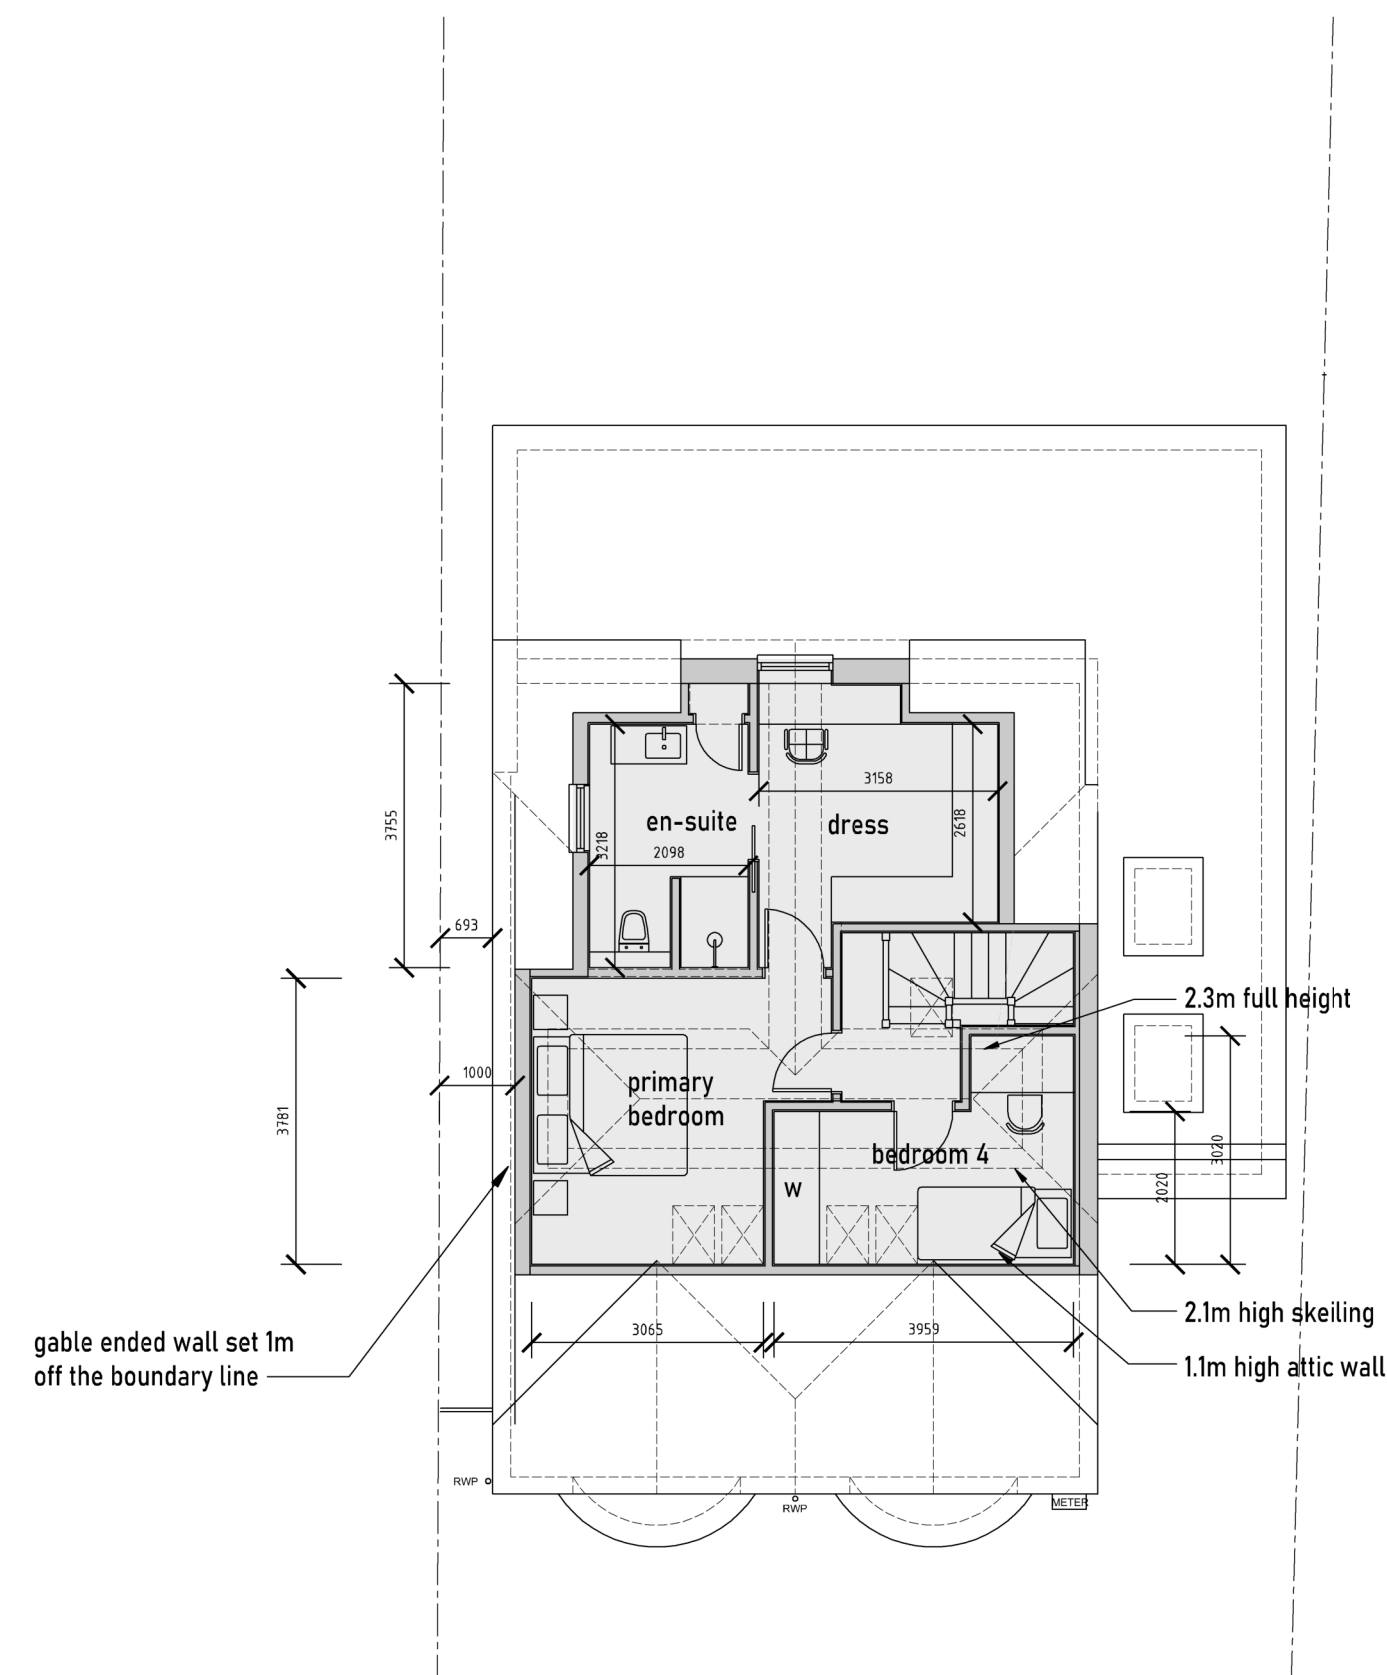 3158
3755
2618
en-suite
dress
3218
2098
693
2.3m full height
1000
primary
bedroom
3781
3020
bedroom 4
2020
W
2.1m high skeiling
3065
3959
gable ended wall set 1m
off the boundary line
1.1m high attic wall
RWP
RWP
METER